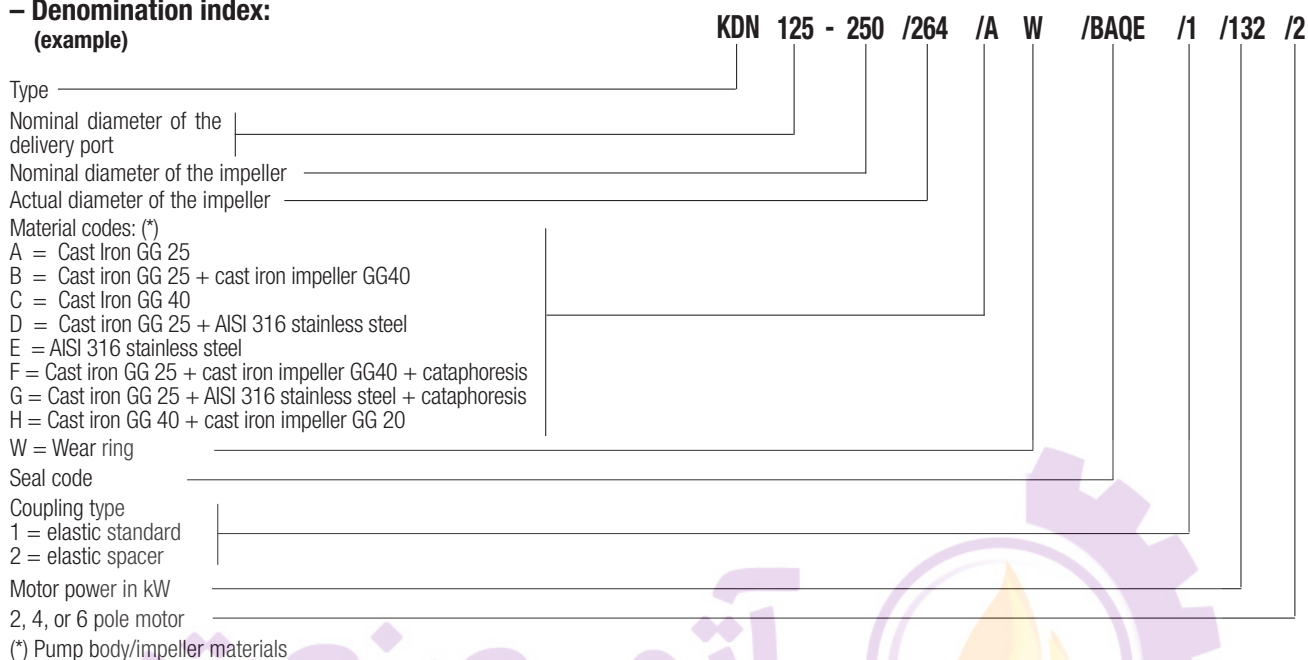 – Denomination index:
(example)
KDN 125 - 250 /264 /A W /BAQE /1 /132 /2
Type
Nominal diameter of the
delivery port
Nominal diameter of the impeller
Actual diameter of the impeller
Material codes: (*)
A = Cast Iron GG 25
B = Cast iron GG 25 + cast iron impeller GG40
C = Cast Iron GG 40
D = Cast iron GG 25 + AISI 316 stainless steel
E = AISI 316 stainless steel
F = Cast iron GG 25 + cast iron impeller GG40 + cataphoresis
G = Cast iron GG 25 + AISI 316 stainless steel + cataphoresis
H = Cast iron GG 40 + cast iron impeller GG 20
W = Wear ring
Seal code
Coupling type
1 = elastic standard
2 = elastic spacer
Motor power in kW
2, 4, or 6 pole motor
(*) Pump body/impeller materials